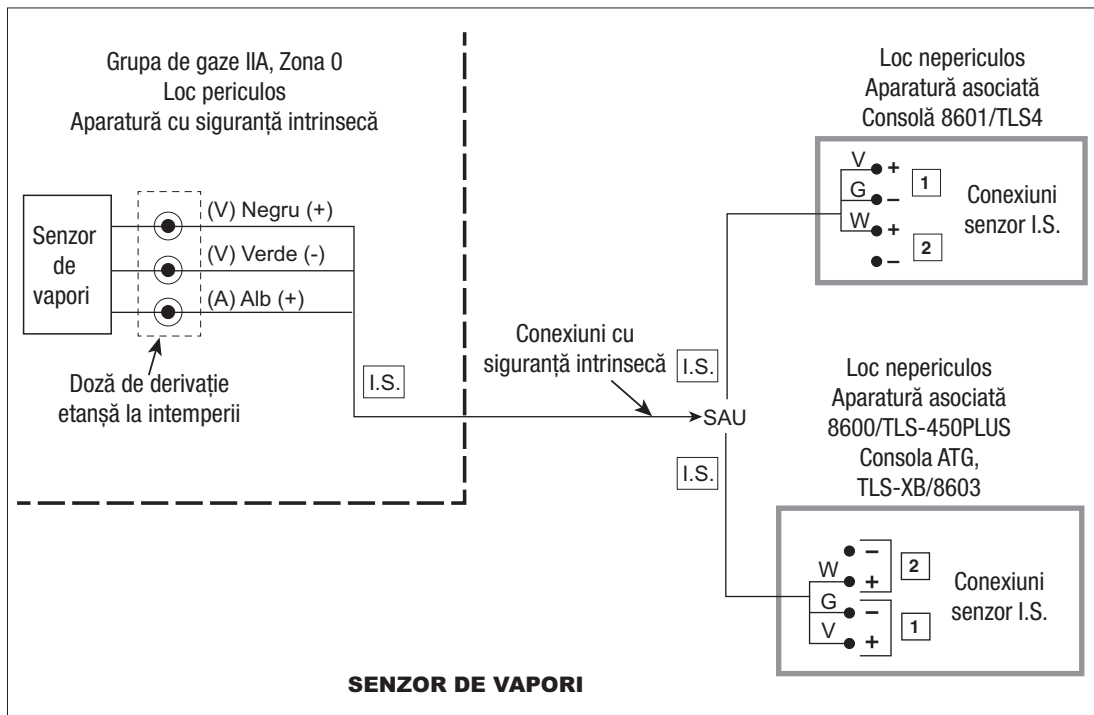 Grupa de gaze IIA, Zona 0
Loc periculos
Aparatură cu siguranță intrinsecă
Senzor
de
vapori
(V) Negru (+)
(V) Verde (-)
(A) Alb (+)
Doză de derivație
etanșă la intemperii
I.S.
Conexiuni cu
siguranță intrinsecă
I.S.
SAU
I.S.
Loc nepericulos
Aparatură asociată
Consolă 8601/TLS4
V +
G −
W +
−
1
2
Conexiuni
senzor I.S.
Loc nepericulos
Aparatură asociată
8600/TLS-450PLUS
Consola ATG,
TLS-XB/8603
−
W +
G −
V +
2
1
Conexiuni
senzor I.S.
SENZOR DE VAPORI